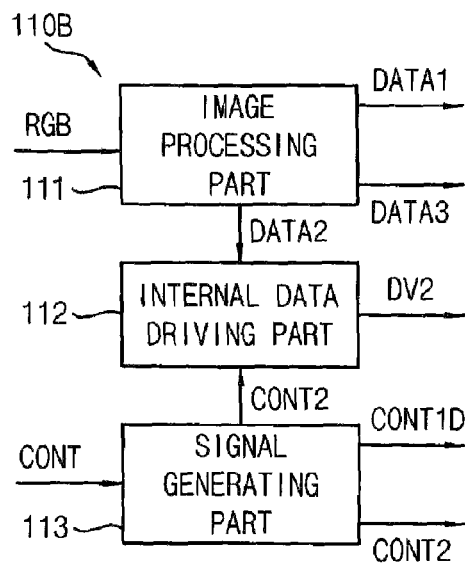 110B
DATA1
RGB
IMAGE
PROCESSING
PART
111
DATA3
DATA2
112
INTERNAL DATA
DRIVING PART
DV2
CONT2
CONT1D
CONT
SIGNAL
GENERATING
PART
113
CONT2